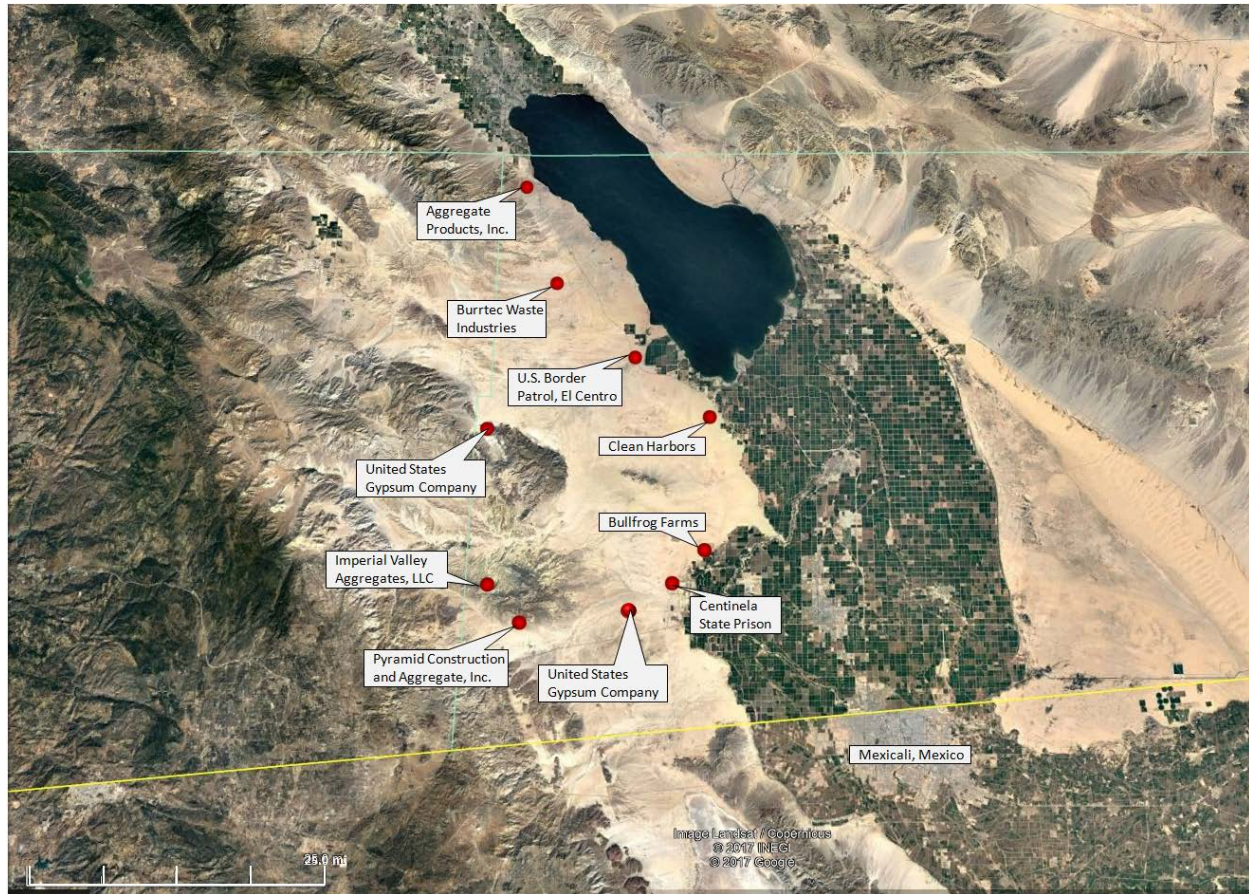 Aggregate
Products, Inc.
Burrtec Waste
Industries
U.S. Border
Patrol, El Centro
Clean Harbors
United States
Gypsum Company
Bullfrog Farms
Imperial Valley
Aggregates, LLC
Centinela
State Prison
Pyramid Construction
and Aggregate, Inc.
United States
Gypsum Company
Mexicali, Mexico
Image Landsat / Copernicus
© 2017 INEGI
© 2017 Google
25.0 mi